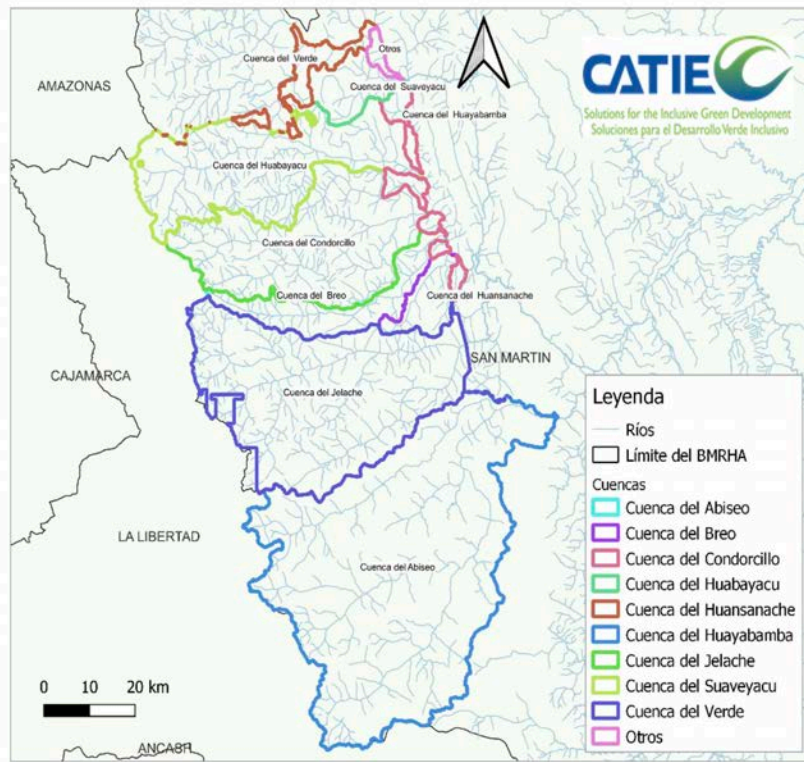 Cuenca del Verde
Otros
AMAZONAS
Cuenca del Suaveyacu
Cuenca del Huayabamba
Cuenca del Huabayacu
Cuenca del Condorcillo
Cuenca del Breo
Cuenca del Huansanache
CAJAMARCA
SAN MARTIN
Cuenca del Jelache
LA LIBERTAD
Cuenca del Abiseo
ANCASH
0 10 20 km
CATIE
Solutions for the Inclusive Green Development
Soluciones para el Desarrollo Verde Inclusivo
Leyenda
Ríos
Límite del BMRHA
Cuencas
Cuenca del Abiseo
Cuenca del Breo
Cuenca del Condorcillo
Cuenca del Huabayacu
Cuenca del Huansanache
Cuenca del Huayabamba
Cuenca del Jelache
Cuenca del Suaveyacu
Cuenca del Verde
Otros